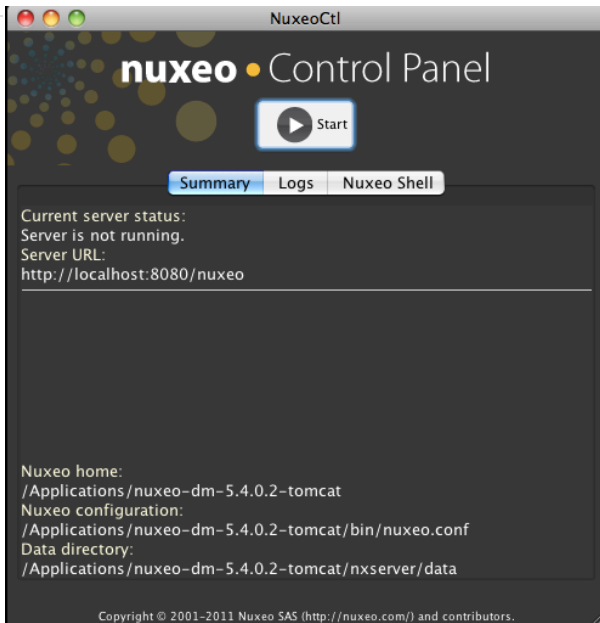 NuxeoCtl
nuxeo Control Panel
Start
Summary Logs Nuxeo Shell
Current server status:
Server is not running.
Server URL:
http://localhost:8080/nuxeo
Nuxeo home:
/Applications/nuxeo-dm-5.4.0.2-tomcat
Nuxeo configuration:
/Applications/nuxeo-dm-5.4.0.2-tomcat/bin/nuxeo.conf
Data directory:
/Applications/nuxeo-dm-5.4.0.2-tomcat/nxserver/data
Copyright © 2001-2011 Nuxeo SAS (http://nuxeo.com/) and contributors.